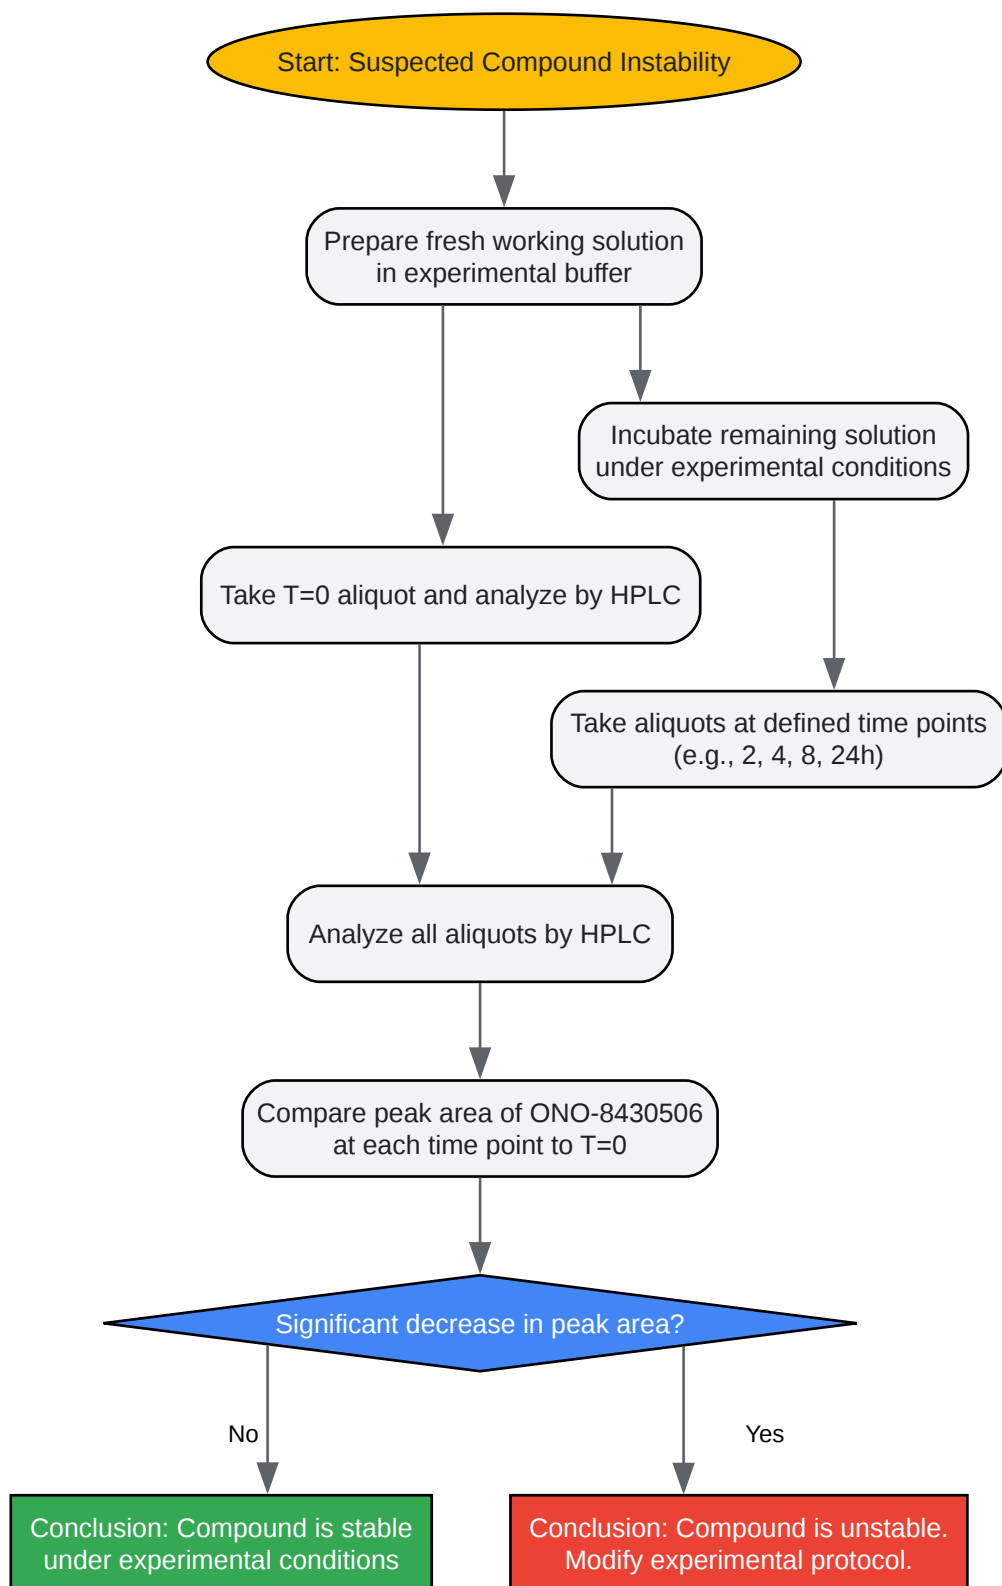 Start: Suspected Compound Instability
Prepare fresh working solution
in experimental buffer
Incubate remaining solution
under experimental conditions
Take T=0 aliquot and analyze by HPLC
Take aliquots at defined time points
(e.g., 2, 4, 8, 24h)
Analyze all aliquots by HPLC
Compare peak area of ONO-8430506
at each time point to T=0
Significant decrease in peak area?
No
Yes
Conclusion: Compound is stable
under experimental conditions
Conclusion: Compound is unstable.
Modify experimental protocol.